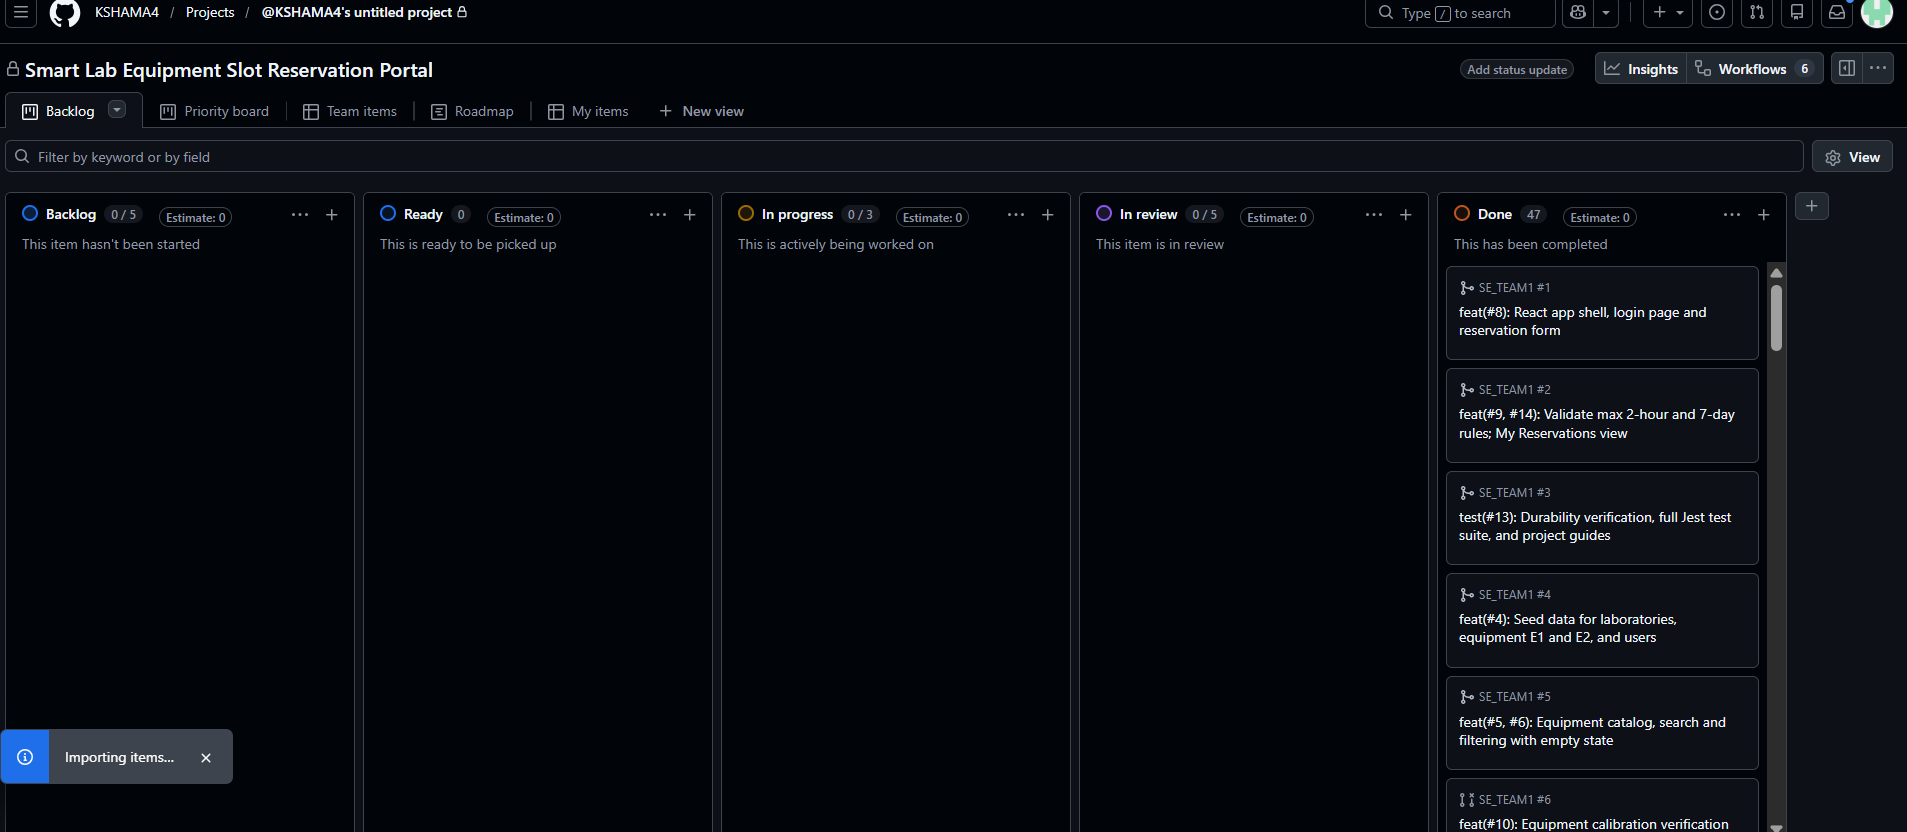 KSHAMA4 / Projects / @KSHAMA4's untitled project
Type / to search
Smart Lab Equipment Slot Reservation Portal
Add status update
Insights
Workflows 6
Backlog
Priority board
Team items
Roadmap
My items
+ New view
Filter by keyword or by field
View
Backlog 0 / 5 Estimate: 0
This item hasn't been started
Ready 0 Estimate: 0
This is ready to be picked up
In progress 0 / 3 Estimate: 0
This is actively being worked on
In review 0 / 5 Estimate: 0
This item is in review
Done 47 Estimate: 0
This has been completed
SE_TEAM1 #1
feat(#8): React app shell, login page and
reservation form
SE_TEAM1 #2
feat(#9, #14): Validate max 2-hour and 7-day
rules; My Reservations view
SE_TEAM1 #3
test(#13): Durability verification, full Jest test
suite, and project guides
SE_TEAM1 #4
feat(#4): Seed data for laboratories,
equipment E1 and E2, and users
SE_TEAM1 #5
feat(#5, #6): Equipment catalog, search and
filtering with empty state
SE_TEAM1 #6
feat(#10): Equipment calibration verification
Importing items...